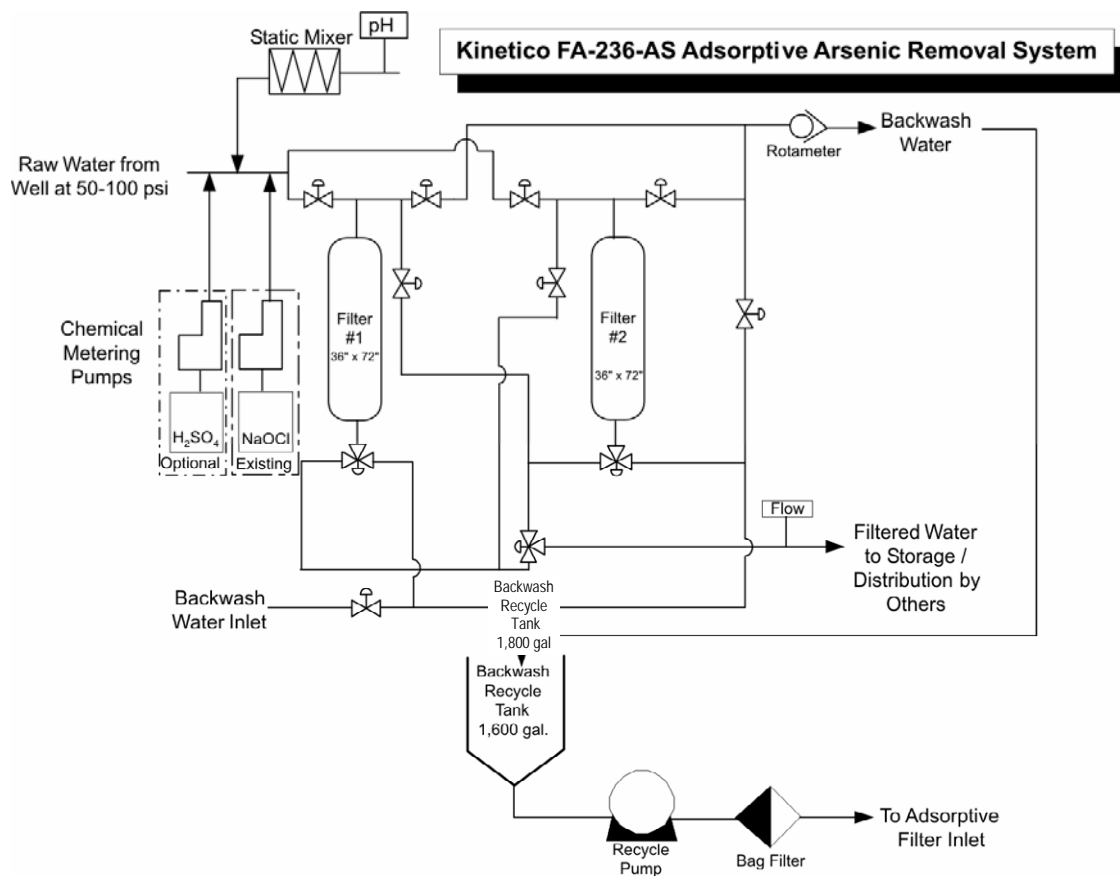 Kinetico FA-236-AS Adsorptive Arsenic Removal System
pH
Static Mixer
Raw Water from
Well at 50-100 psi
Rotameter
Backwash
Water
Chemical
Metering
Pumps
H₂SO₄
Optional
NaOCl
Existing
Filter
#1
36" x 72"
Filter
#2
36" x 72"
Flow
Filtered Water
to Storage /
Distribution by
Others
Backwash
Water Inlet
Backwash
Recycle
Tank
1,800 gal
Backwash
Recycle
Tank
1,600 gal.
Recycle
Pump
Bag Filter
To Adsorptive
Filter Inlet